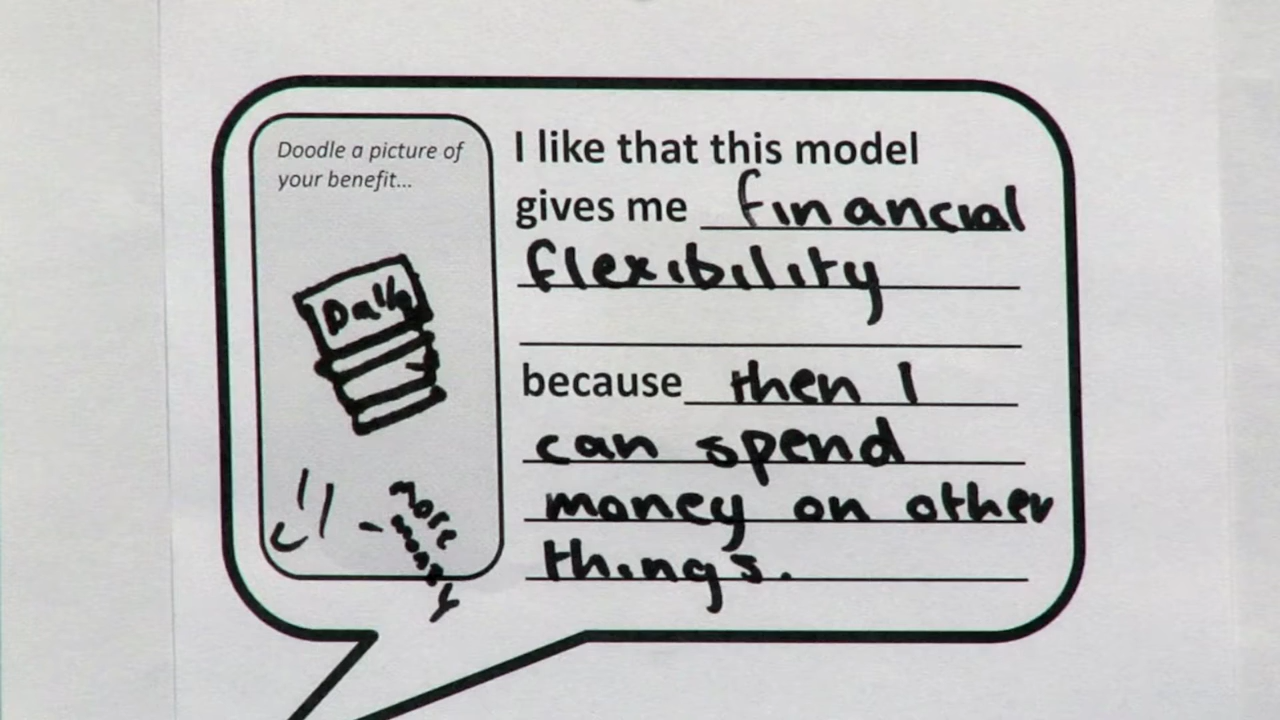 Doodle a picture of
your benefit...
I like that this model
gives me financial
flexibility
because then I
can spend
money on other
things.
more
money